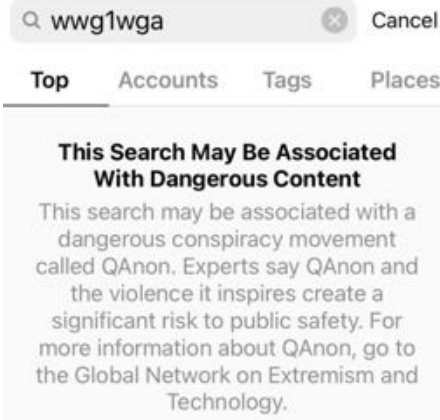 wwg1wga Cancel
Top Accounts Tags Places
This Search May Be Associated
With Dangerous Content
This search may be associated with a
dangerous conspiracy movement
called QAnon. Experts say QAnon and
the violence it inspires create a
significant risk to public safety. For
more information about QAnon, go to
the Global Network on Extremism and
Technology.